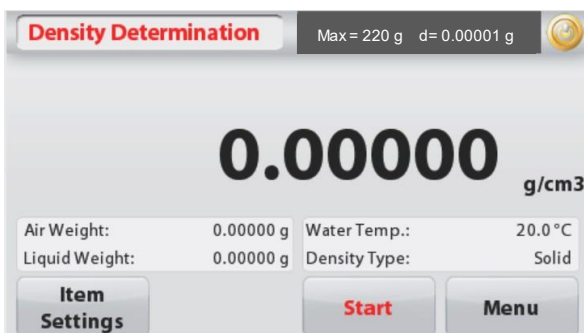 Density Determination
Max = 220 g d= 0.00001 g
0.00000 g/cm3
Air Weight: 0.00000 g Water Temp.: 20.0 °C
Liquid Weight: 0.00000 g Density Type: Solid
Item
Settings
Start
Menu